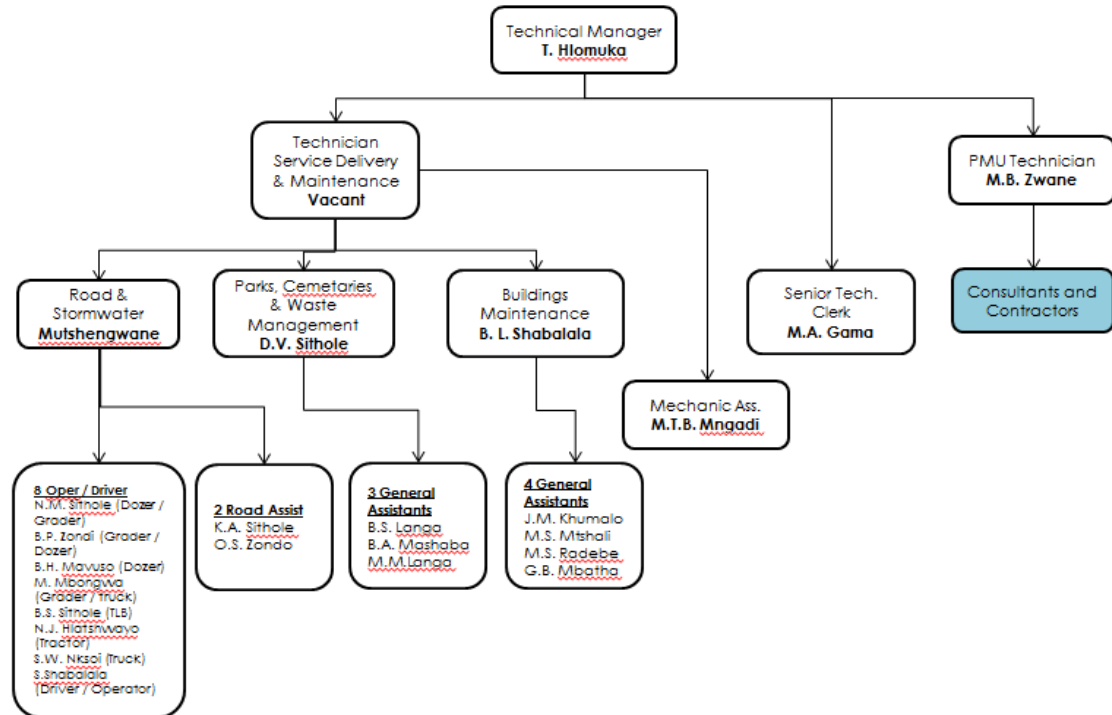 Technical Manager
T. Hlomuka
Technician
Service Delivery
& Maintenance
Vacant
PMU Technician
M.B. Zwane
Road &
Stormwater
Mutshengwane
Parks, Cemetaries
& Waste
Management
D.V. Sithole
Buildings
Maintenance
B. L. Shabalala
Senior Tech.
Clerk
M.A. Gama
Consultants and
Contractors
Mechanic Ass.
M.T.B. Mngadi
8 Oper / Driver
N.M. Sithole (Dozer /
Grader)
B.P. Zondi (Grader /
Dozer)
B.H. Mavuso (Dozer)
M. Mbongwa
(Grader / Truck)
B.S. Sithole (TLB)
N.J. Hlatshwayo
(Tractor)
S.W. Nksoi (Truck)
S.Shabalala
(Driver / Operator)
2 Road Assist
K.A. Sithole
O.S. Zondo
3 General
Assistants
B.S. Langa
B.A. Mashaba
M.M.Langa
4 General
Assistants
J.M. Khumalo
M.S. Mtshali
M.S. Radebe
G.B. Mbatha